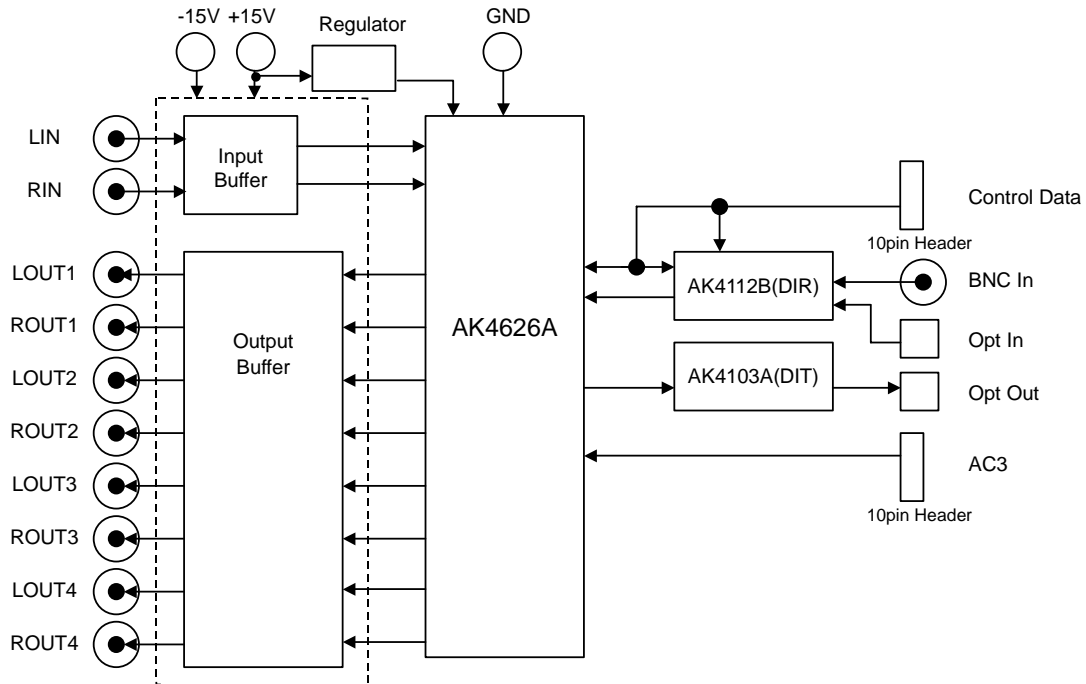 -15V
+15V
Regulator
GND
LIN
RIN
Input
Buffer
Control Data
10pin Header
LOUT1
ROUT1
LOUT2
ROUT2
LOUT3
ROUT3
LOUT4
ROUT4
Output
Buffer
AK4626A
AK4112B(DIR)
BNC In
Opt In
AK4103A(DIT)
Opt Out
AC3
10pin Header